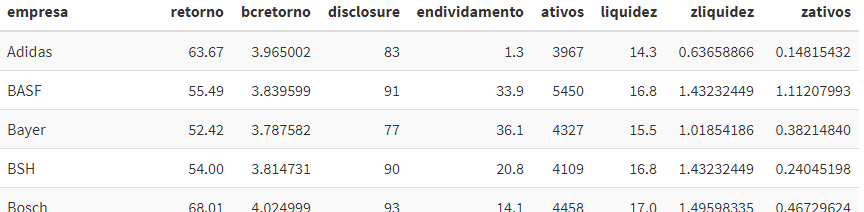 empresa retorno bcretorno disclosure endividamento ativos liquidez zliquidez zativos
Adidas 63.67 3.965002 83 1.3 3967 14.3 0.63658866 0.14815432
BASF 55.49 3.839599 91 33.9 5450 16.8 1.43232449 1.11207993
Bayer 52.42 3.787582 77 36.1 4327 15.5 1.01854186 0.38214840
BSH 54.00 3.814731 90 20.8 4109 16.8 1.43232449 0.24045198
Bosch 68.01 4.024999 93 14.1 4458 17.0 1.49598335 0.46729624